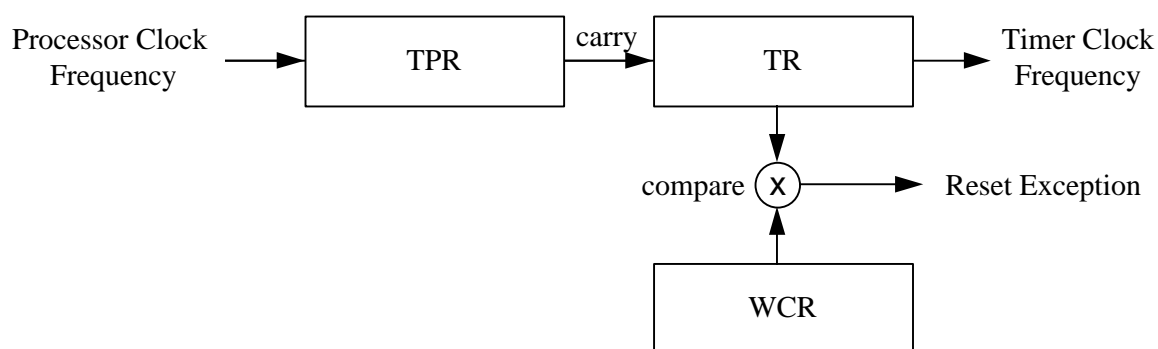 Processor Clock
Frequency
TPR
carry
TR
Timer Clock
Frequency
compare
X
Reset Exception
WCR